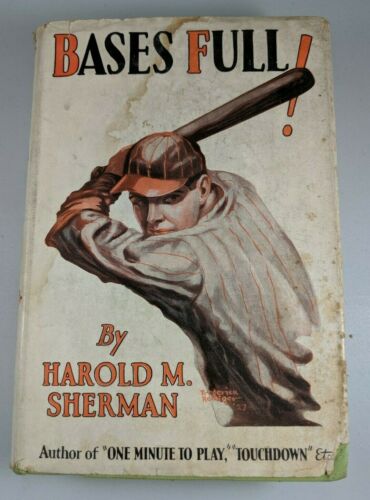 BASES FULL!
By
HAROLD M.
SHERMAN
Author of "ONE MINUTE TO PLAY," "TOUCHDOWN" Etc.